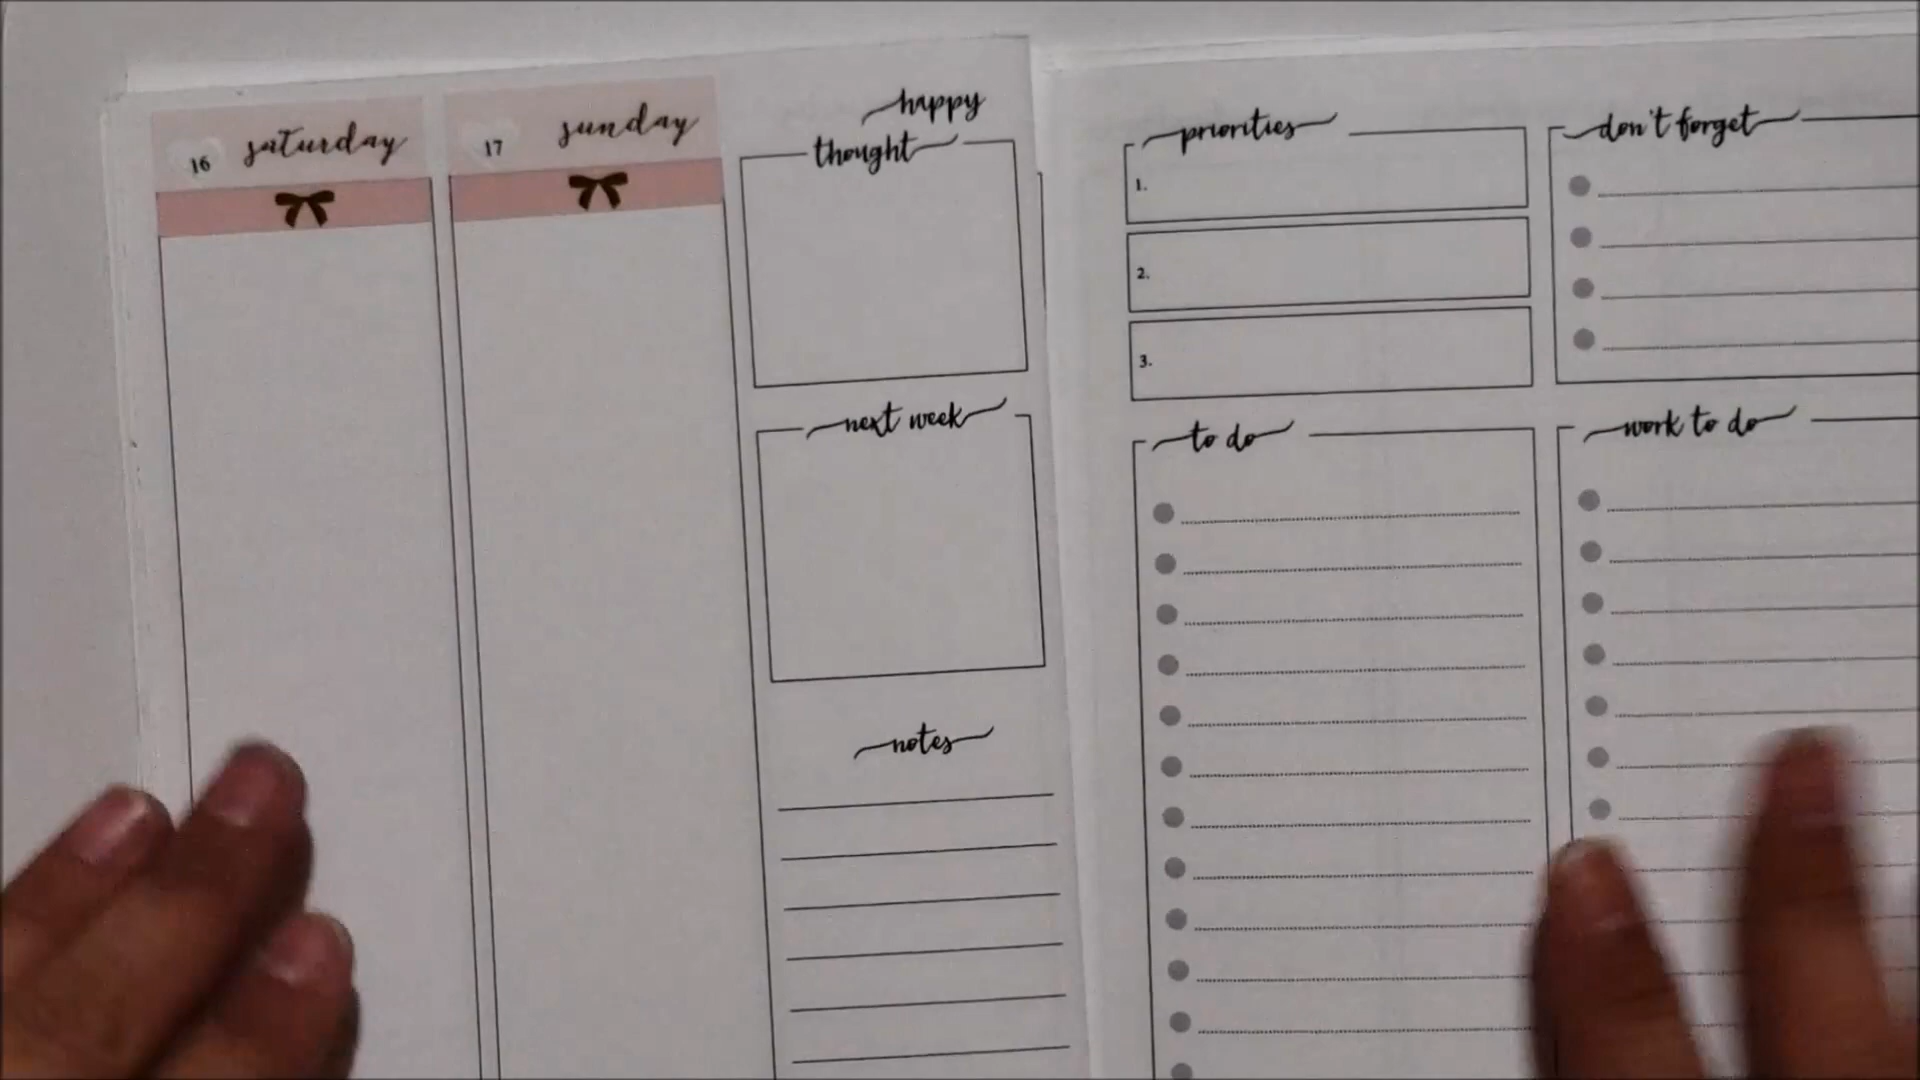 16 saturday
17 sunday
happy
thought
next week
notes
priorities
1.
2.
3.
don't forget
to do
work to do